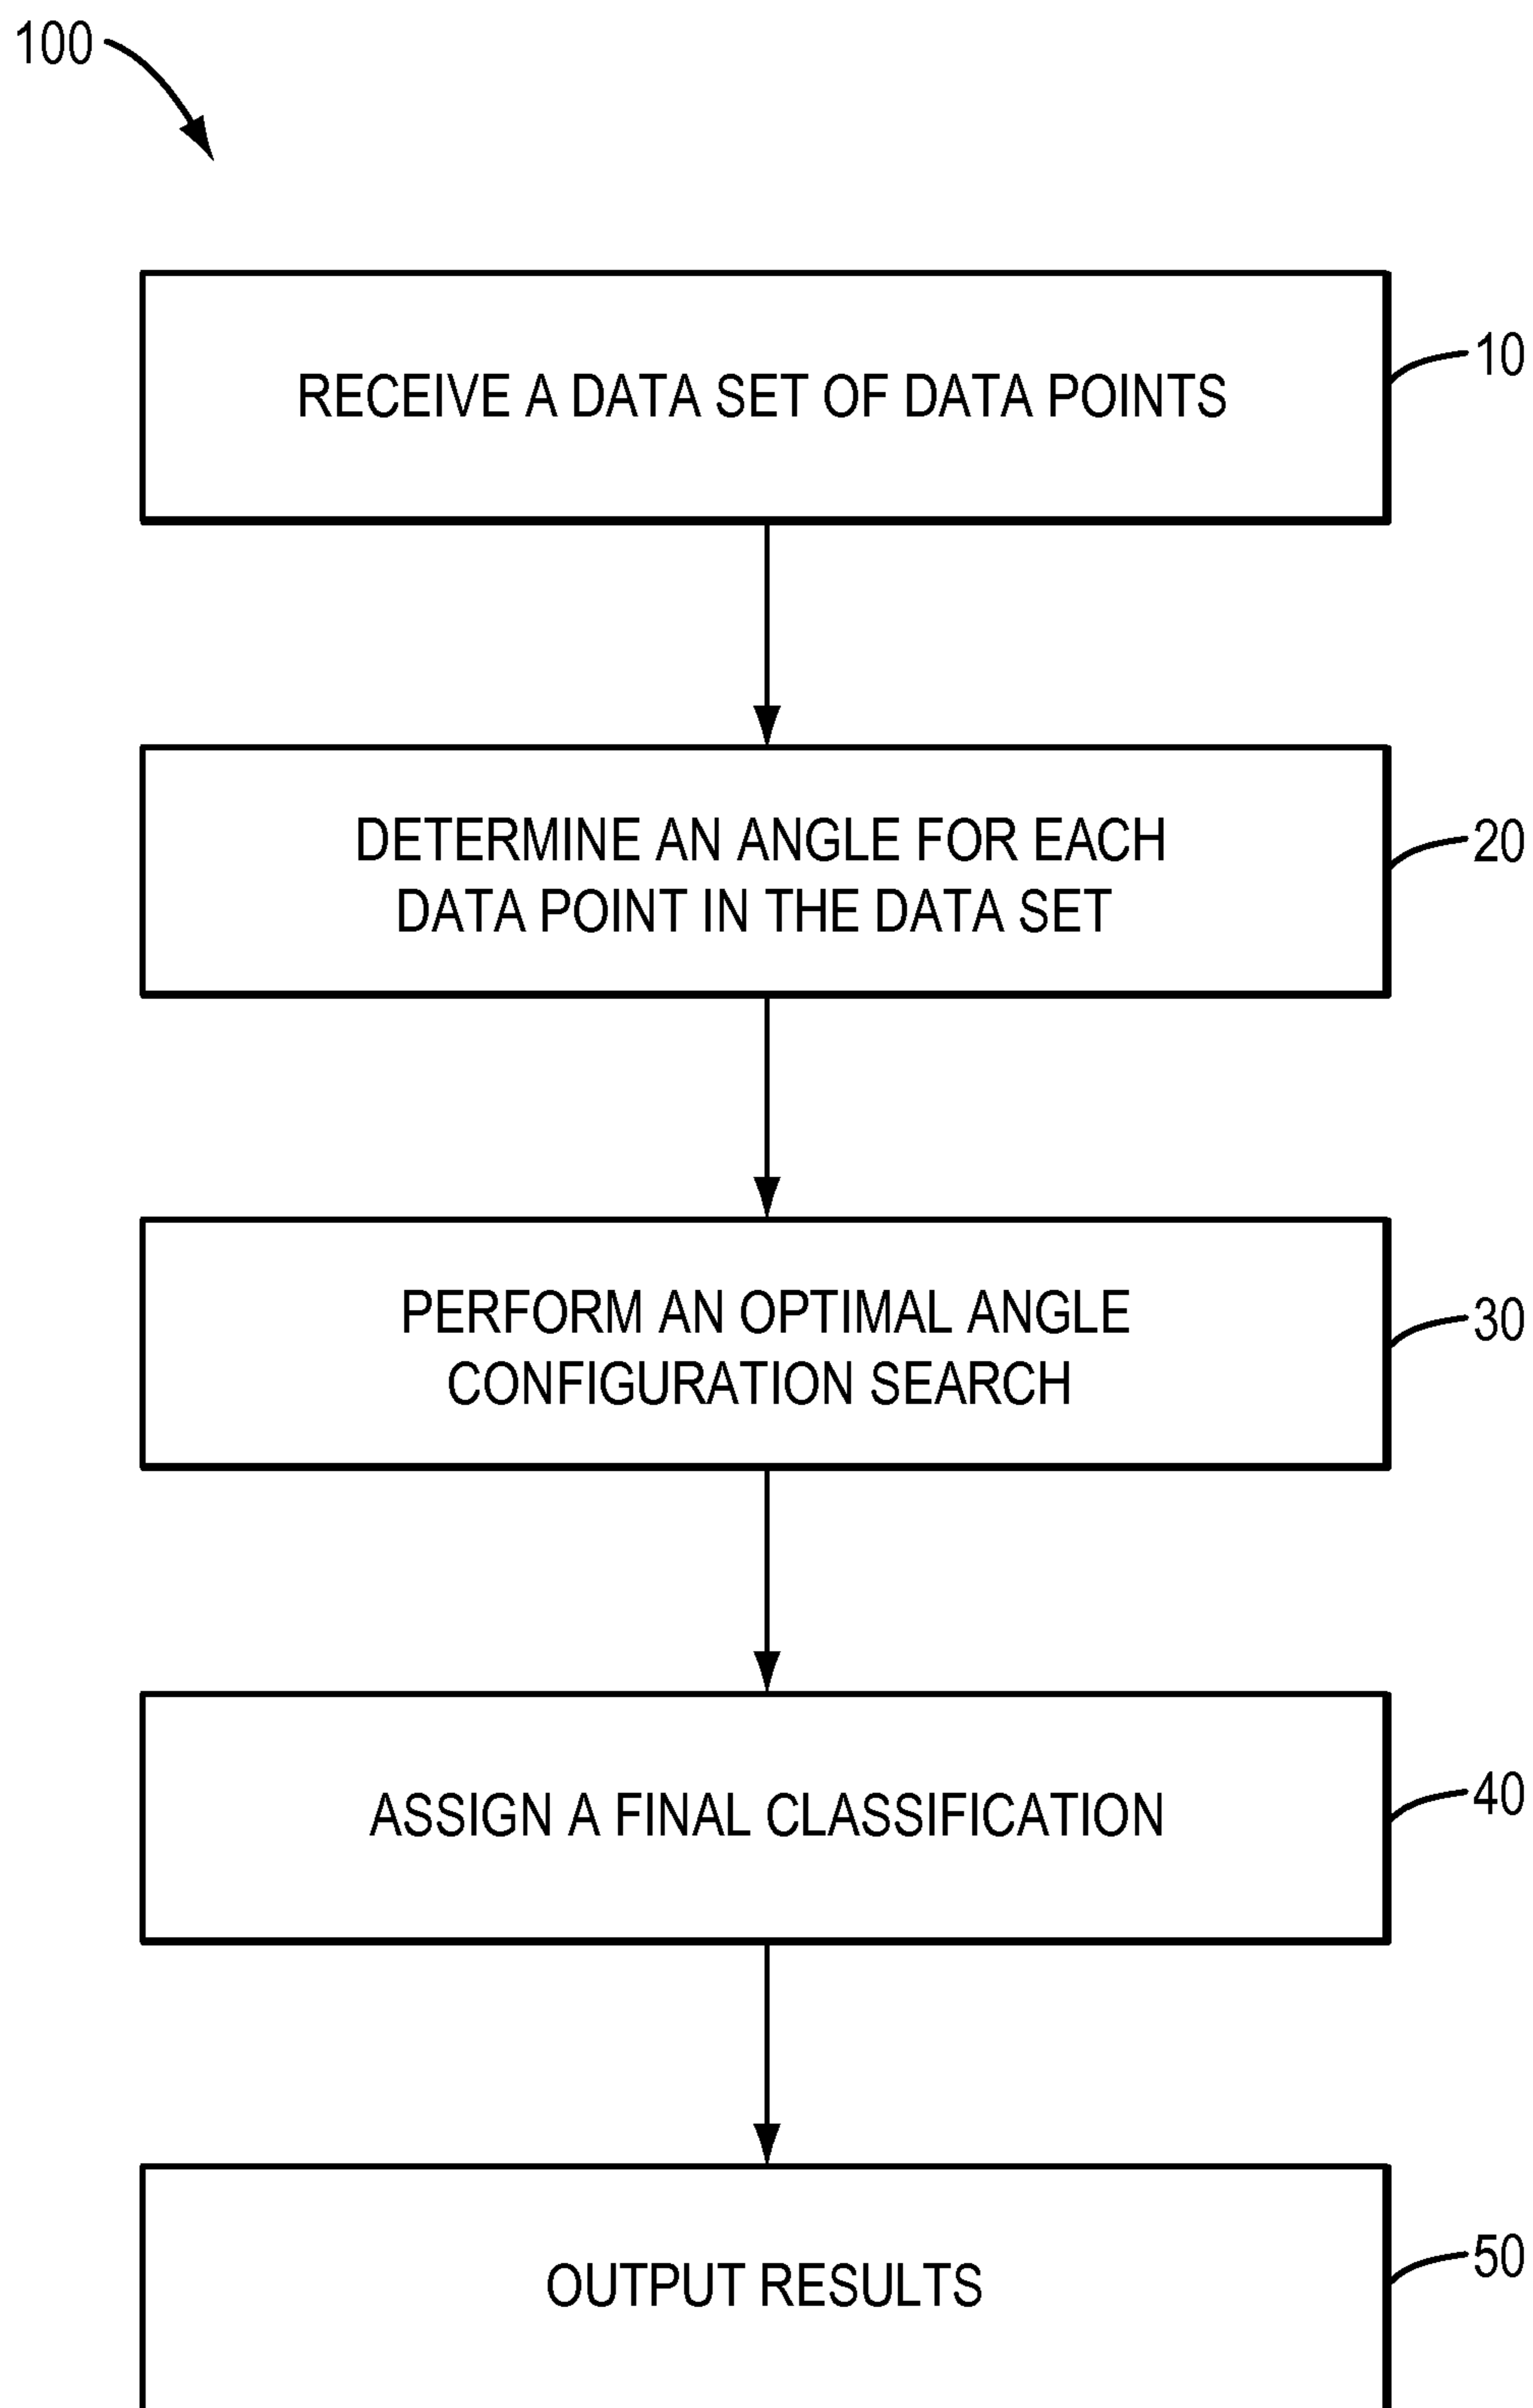 100
RECEIVE A DATA SET OF DATA POINTS
10
DETERMINE AN ANGLE FOR EACH
DATA POINT IN THE DATA SET
20
PERFORM AN OPTIMAL ANGLE
CONFIGURATION SEARCH
30
ASSIGN A FINAL CLASSIFICATION
40
OUTPUT RESULTS
50